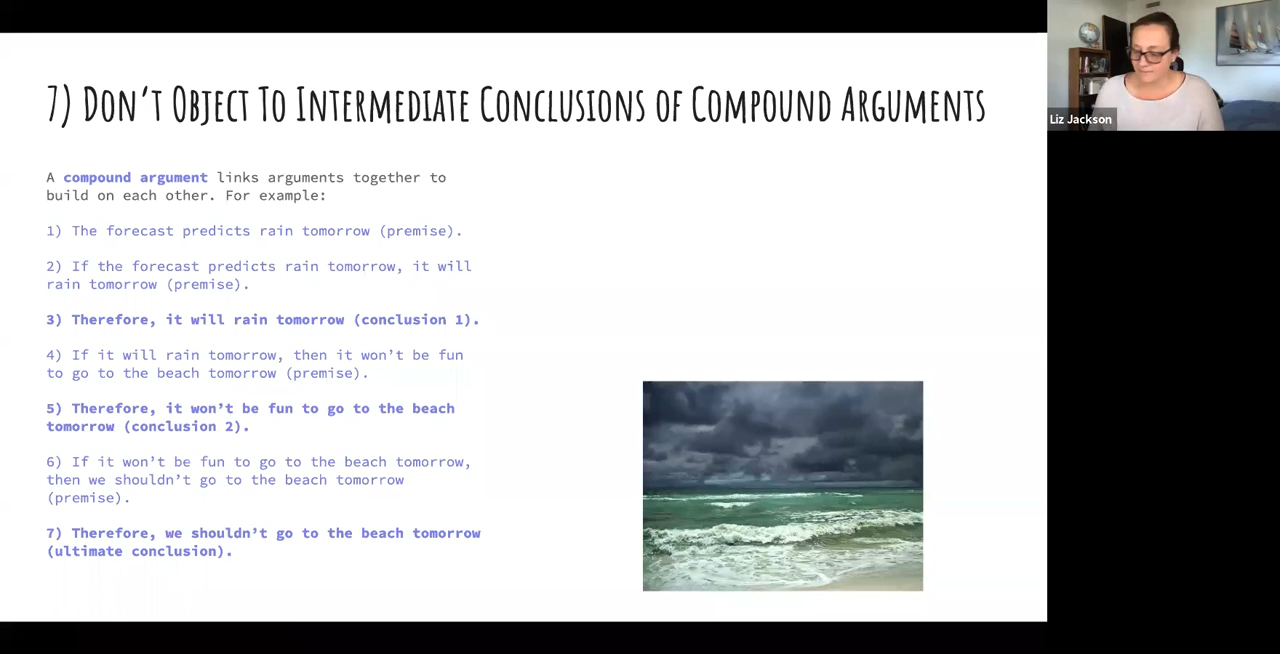 7) Don't Object To Intermediate Conclusions of Compound Arguments
A compound argument links arguments together to
build on each other. For example:
1) The forecast predicts rain tomorrow (premise).
2) If the forecast predicts rain tomorrow, it will
rain tomorrow (premise).
3) Therefore, it will rain tomorrow (conclusion 1).
4) If it will rain tomorrow, then it won't be fun
to go to the beach tomorrow (premise).
5) Therefore, it won't be fun to go to the beach
tomorrow (conclusion 2).
6) If it won't be fun to go to the beach tomorrow,
then we shouldn't go to the beach tomorrow
(premise).
7) Therefore, we shouldn't go to the beach tomorrow
(ultimate conclusion).
Liz Jackson